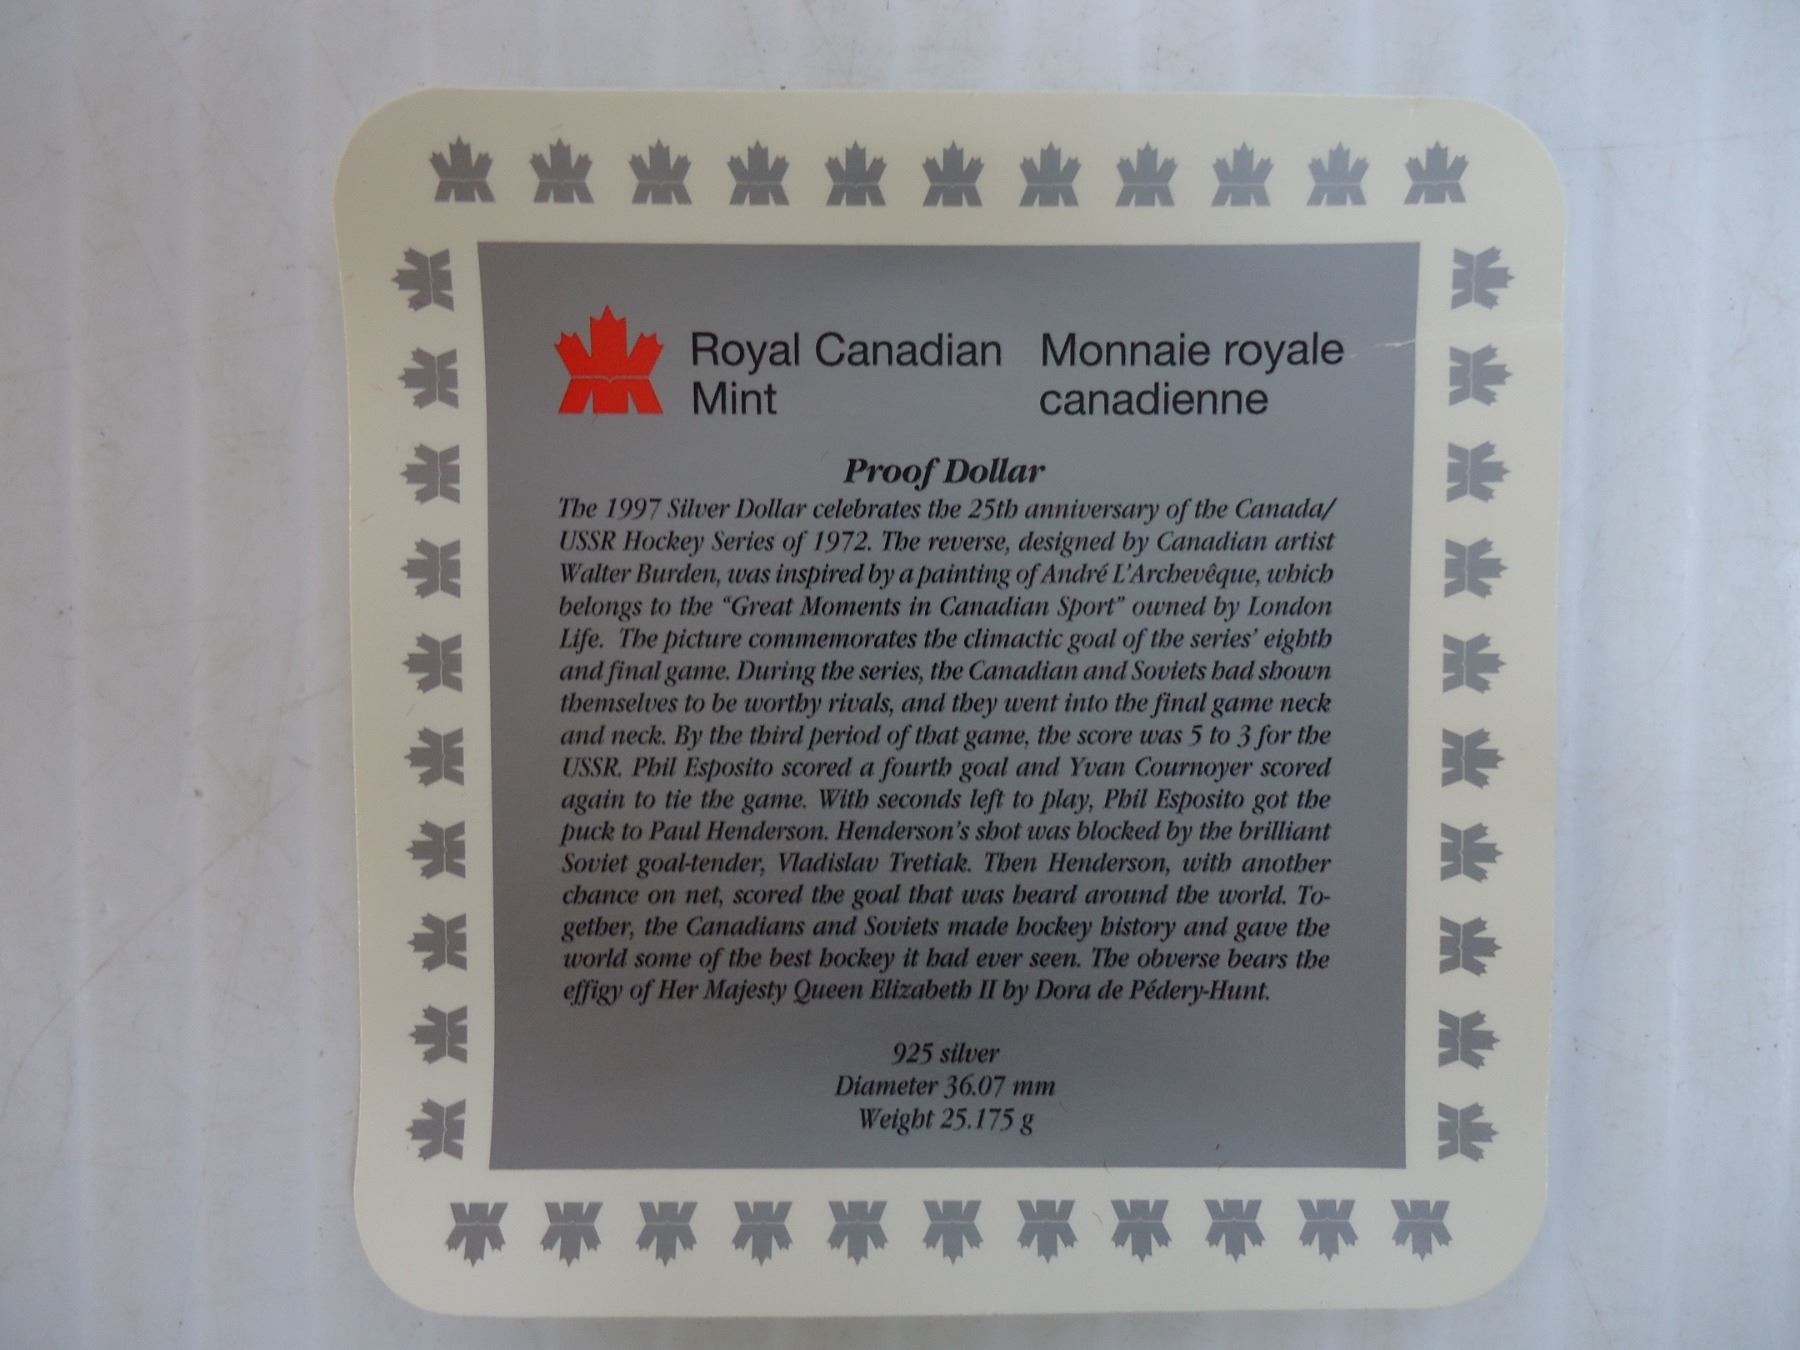 Royal Canadian Mint
Monnaie royale canadienne
Proof Dollar
The 1997 Silver Dollar celebrates the 25th anniversary of the Canada/
USSR Hockey Series of 1972. The reverse, designed by Canadian artist
Walter Burden, was inspired by a painting of André L'Archevêque, which
belongs to the "Great Moments in Canadian Sport" owned by London
Life. The picture commemorates the climactic goal of the series' eighth
and final game. During the series, the Canadian and Soviets had shown
themselves to be worthy rivals, and they went into the final game neck
and neck. By the third period of that game, the score was 5 to 3 for the
USSR. Phil Esposito scored a fourth goal and Yvan Cournoyer scored
again to tie the game. With seconds left to play, Phil Esposito got the
puck to Paul Henderson. Henderson's shot was blocked by the brilliant
Soviet goal-tender, Vladislav Tretiak. Then Henderson, with another
chance on net, scored the goal that was heard around the world. To-
gether, the Canadians and Soviets made hockey history and gave the
world some of the best hockey it had ever seen. The obverse bears the
effigy of Her Majesty Queen Elizabeth II by Dora de Pédery-Hunt.
925 silver
Diameter 36.07 mm
Weight 25.175 g